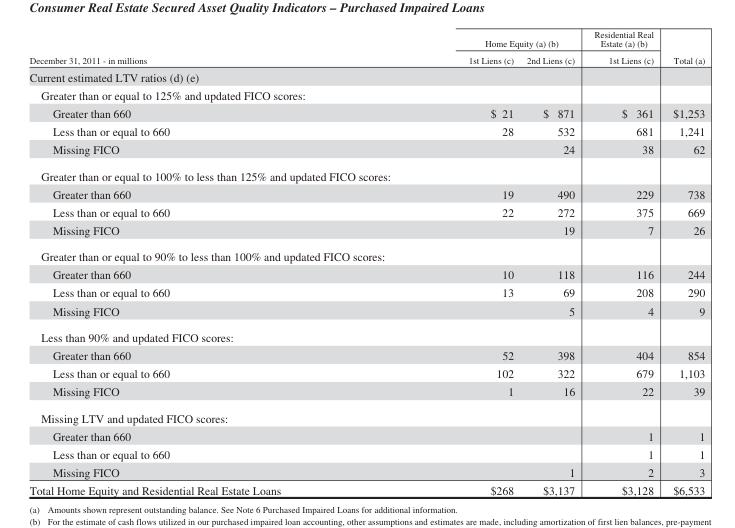 Consumer Real Estate Secured Asset Quality Indicators – Purchased Impaired Loans
Home Equity (a) (b) Residential Real Estate (a) (b)
December 31, 2011 - in millions 1st Liens (c) 2nd Liens (c) 1st Liens (c) Total (a)
Current estimated LTV ratios (d) (e)
Greater than or equal to 125% and updated FICO scores:
Greater than 660 $ 21 $ 871 $ 361 $1,253
Less than or equal to 660 28 532 681 1,241
Missing FICO 24 38 62
Greater than or equal to 100% to less than 125% and updated FICO scores:
Greater than 660 19 490 229 738
Less than or equal to 660 22 272 375 669
Missing FICO 19 7 26
Greater than or equal to 90% to less than 100% and updated FICO scores:
Greater than 660 10 118 116 244
Less than or equal to 660 13 69 208 290
Missing FICO 5 4 9
Less than 90% and updated FICO scores:
Greater than 660 52 398 404 854
Less than or equal to 660 102 322 679 1,103
Missing FICO 1 16 22 39
Missing LTV and updated FICO scores:
Greater than 660 1 1
Less than or equal to 660 1 1
Missing FICO 1 2 3
Total Home Equity and Residential Real Estate Loans $268 $3,137 $3,128 $6,533
(a) Amounts shown represent outstanding balance. See Note 6 Purchased Impaired Loans for additional information.
(b) For the estimate of cash flows utilized in our purchased impaired loan accounting, other assumptions and estimates are made, including amortization of first lien balances, pre-payment